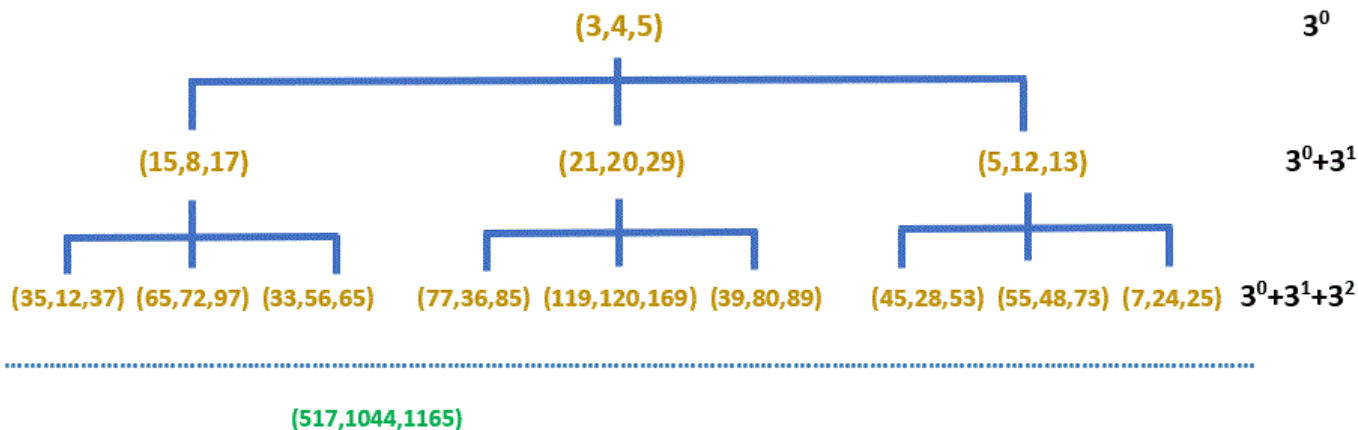 (3,4,5) 3⁰
(15,8,17) (21,20,29) (5,12,13) 3⁰+3¹
(35,12,37) (65,72,97) (33,56,65) (77,36,85) (119,120,169) (39,80,89) (45,28,53) (55,48,73) (7,24,25) 3⁰+3¹+3²
(517,1044,1165)